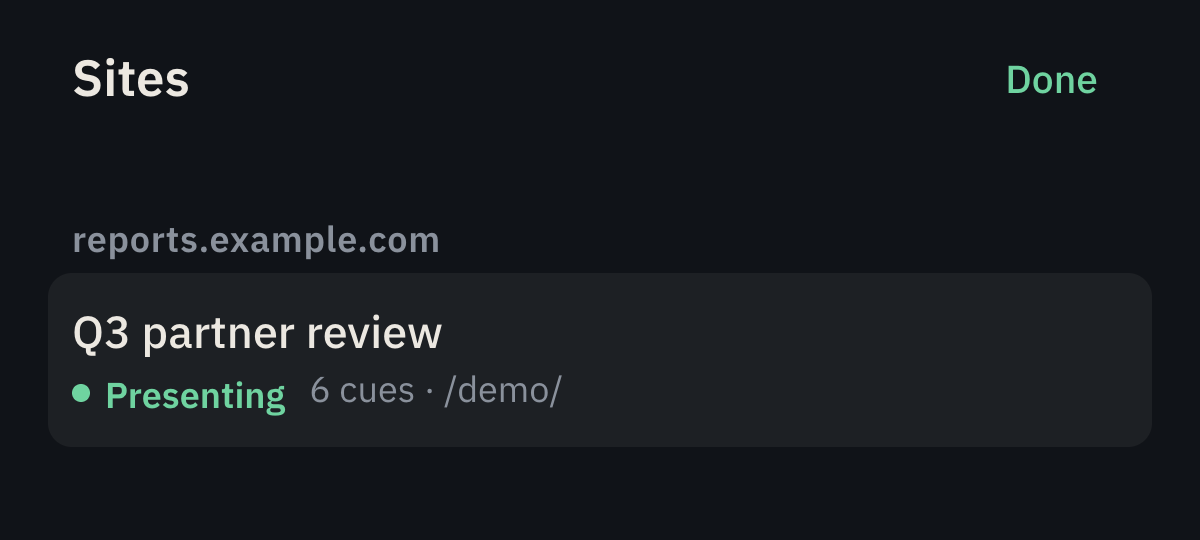 Sites
Done
reports.example.com
Q3 partner review
Presenting 6 cues · /demo/